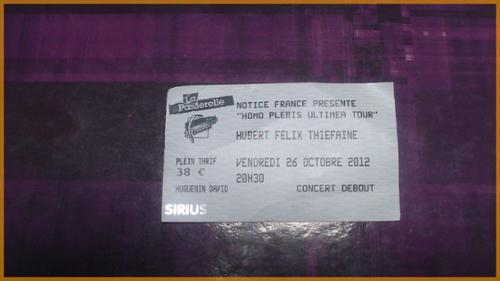 La
Passerelle
NOTICE FRANCE PRESENTE
"HOMO PLEBIS ULTIMEA TOUR"
HUBERT FELIX THIEFAINE
PLEIN TARIF
38 €
VENDREDI 26 OCTOBRE 2012
20H30
HUGUENIN DAVID
CONCERT DEBOUT
SIRIUS